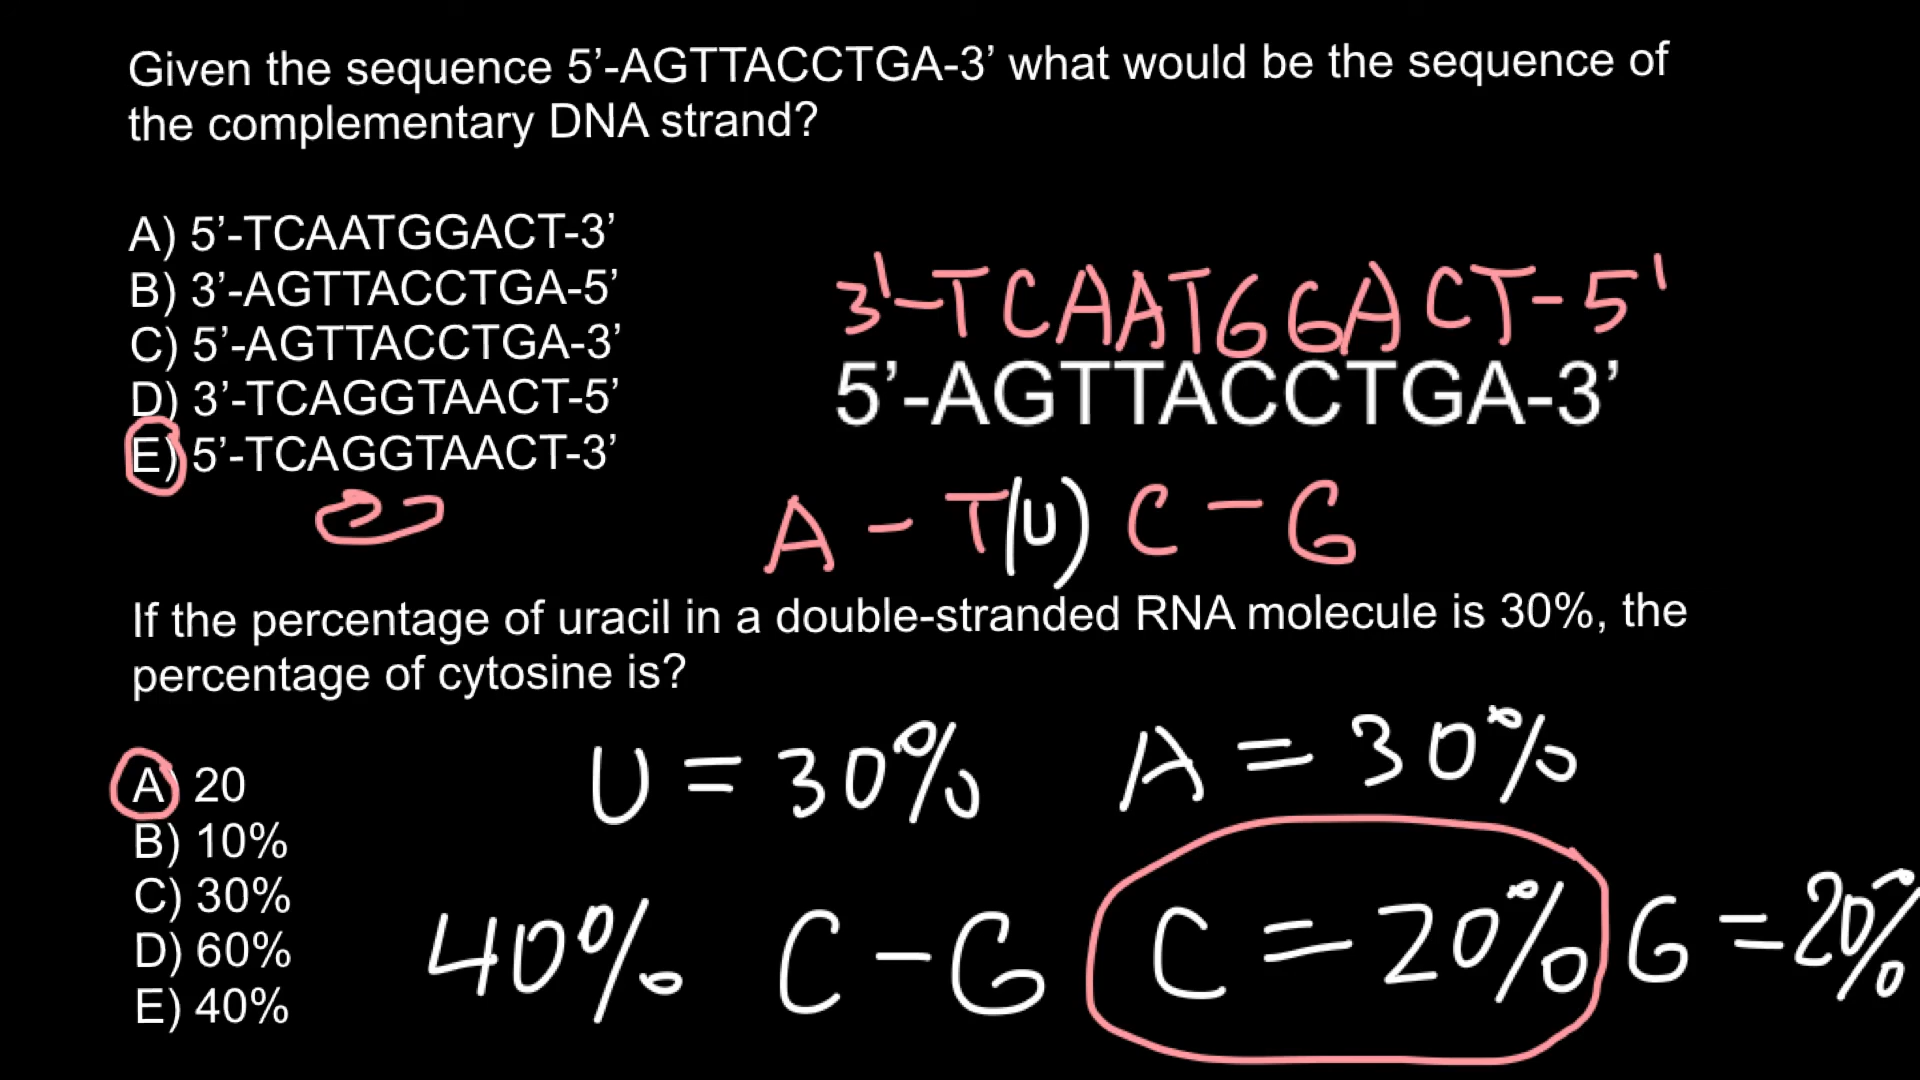 Given the sequence 5’-AGTTACCTGA-3’ what would be the sequence of
the complementary DNA strand?
A) 5’-TCAATGGACT-3’
B) 3’-AGTTACCTGA-5’
C) 5’-AGTTACCTGA-3’
D) 3’-TCAGGTAACT-5’
E) 5’-TCAGGTAACT-3’
3'-TCAATGGACT-5'
5’-AGTTACCTGA-3’
A - T(U) C - G
If the percentage of uracil in a double-stranded RNA molecule is 30%, the
percentage of cytosine is?
A) 20
B) 10%
C) 30%
D) 60%
E) 40%
U = 30% A = 30%
40% C - G C = 20% G = 20%